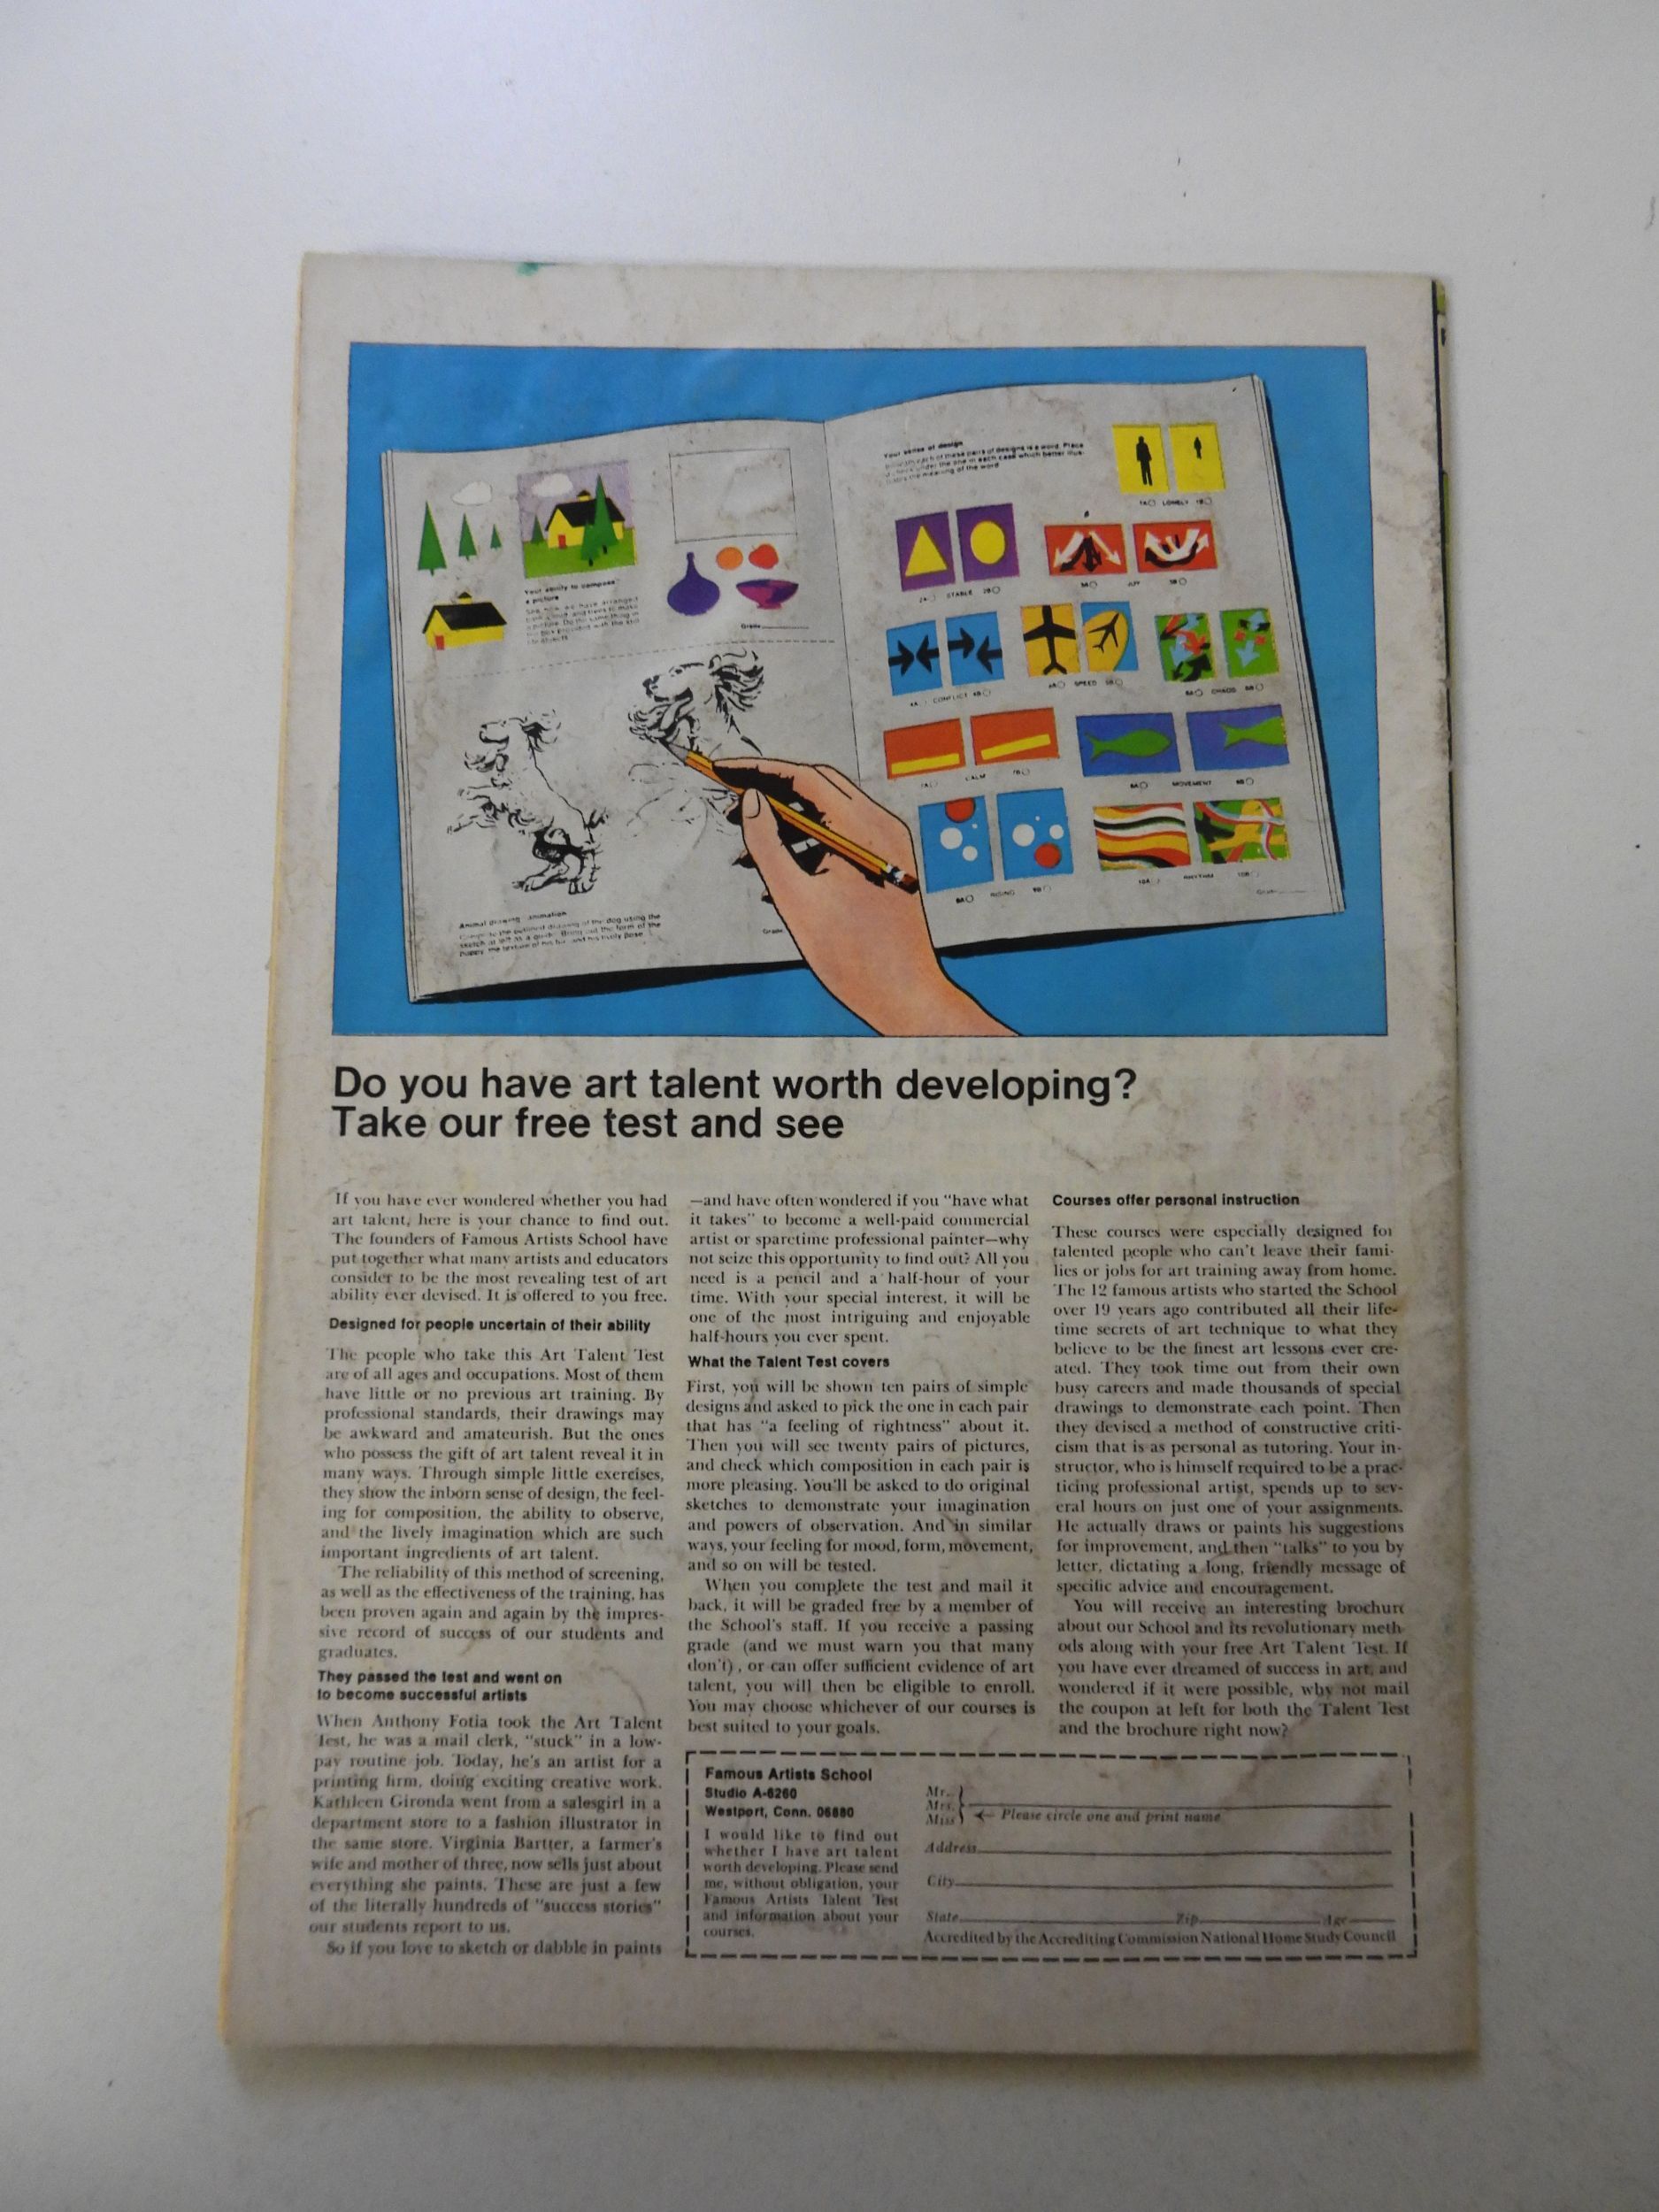 Your ability to compose
a picture
Grade
Your sense of design
LONELY
STABLE
JOY
CONFLICT
SPEED
CHAOS
CALM
MOVEMENT
RISING
RHYTHM
Animal drawing animation
Grade
Do you have art talent worth developing?
Take our free test and see
If you have ever wondered whether you had
art talent, here is your chance to find out.
The founders of Famous Artists School have
put together what many artists and educators
consider to be the most revealing test of art
ability ever devised. It is offered to you free.
Designed for people uncertain of their ability
The people who take this Art Talent Test
are of all ages and occupations. Most of them
have little or no previous art training. By
professional standards, their drawings may
be awkward and amateurish. But the ones
who possess the gift of art talent reveal it in
many ways. Through simple little exercises,
they show the inborn sense of design, the feel-
ing for composition, the ability to observe,
and the lively imagination which are such
important ingredients of art talent.
The reliability of this method of screening,
as well as the effectiveness of the training, has
been proven again and again by the impres-
sive record of success of our students and
graduates.
They passed the test and went on
to become successful artists
When Anthony Fotia took the Art Talent
Test, he was a mail clerk, "stuck" in a low-
pay routine job. Today, he's an artist for a
printing firm, doing exciting creative work.
Kathleen Gironda went from a salesgirl in a
department store to a fashion illustrator in
the same store. Virginia Bartter, a farmer's
wife and mother of three, now sells just about
everything she paints. These are just a few
of the literally hundreds of "success stories"
our students report to us.
So if you love to sketch or dabble in paints
—and have often wondered if you "have what
it takes" to become a well-paid commercial
artist or sparetime professional painter—why
not seize this opportunity to find out? All you
need is a pencil and a half-hour of your
time. With your special interest, it will be
one of the most intriguing and enjoyable
half-hours you ever spent.
What the Talent Test covers
First, you will be shown ten pairs of simple
designs and asked to pick the one in each pair
that has "a feeling of rightness" about it.
Then you will see twenty pairs of pictures,
and check which composition in each pair is
more pleasing. You'll be asked to do original
sketches to demonstrate your imagination
and powers of observation. And in similar
ways, your feeling for mood, form, movement,
and so on will be tested.
When you complete the test and mail it
back, it will be graded free by a member of
the School's staff. If you receive a passing
grade (and we must warn you that many
don't), or can offer sufficient evidence of art
talent, you will then be eligible to enroll.
You may choose whichever of our courses is
best suited to your goals.
Courses offer personal instruction
These courses were especially designed for
talented people who can't leave their fami-
lies or jobs for art training away from home.
The 12 famous artists who started the School
over 19 years ago contributed all their life-
time secrets of art technique to what they
believe to be the finest art lessons ever cre-
ated. They took time out from their own
busy careers and made thousands of special
drawings to demonstrate each point. Then
they devised a method of constructive criti-
cism that is as personal as tutoring. Your in-
structor, who is himself required to be a prac-
ticing professional artist, spends up to sev-
eral hours on just one of your assignments.
He actually draws or paints his suggestions
for improvement, and then "talks" to you by
letter, dictating a long, friendly message of
specific advice and encouragement.
You will receive an interesting brochure
about our School and its revolutionary meth-
ods along with your free Art Talent Test. If
you have ever dreamed of success in art, and
wondered if it were possible, why not mail
the coupon at left for both the Talent Test
and the brochure right now?
Famous Artists School
Studio A-6260
Westport, Conn. 06880
I would like to find out
whether I have art talent
worth developing. Please send
me, without obligation, your
Famous Artists Talent Test
and information about your
courses.
Mr.
Mrs.
Miss
Please circle one and print name
Address
City
State Zip Age
Accredited by the Accrediting Commission National Home Study Council